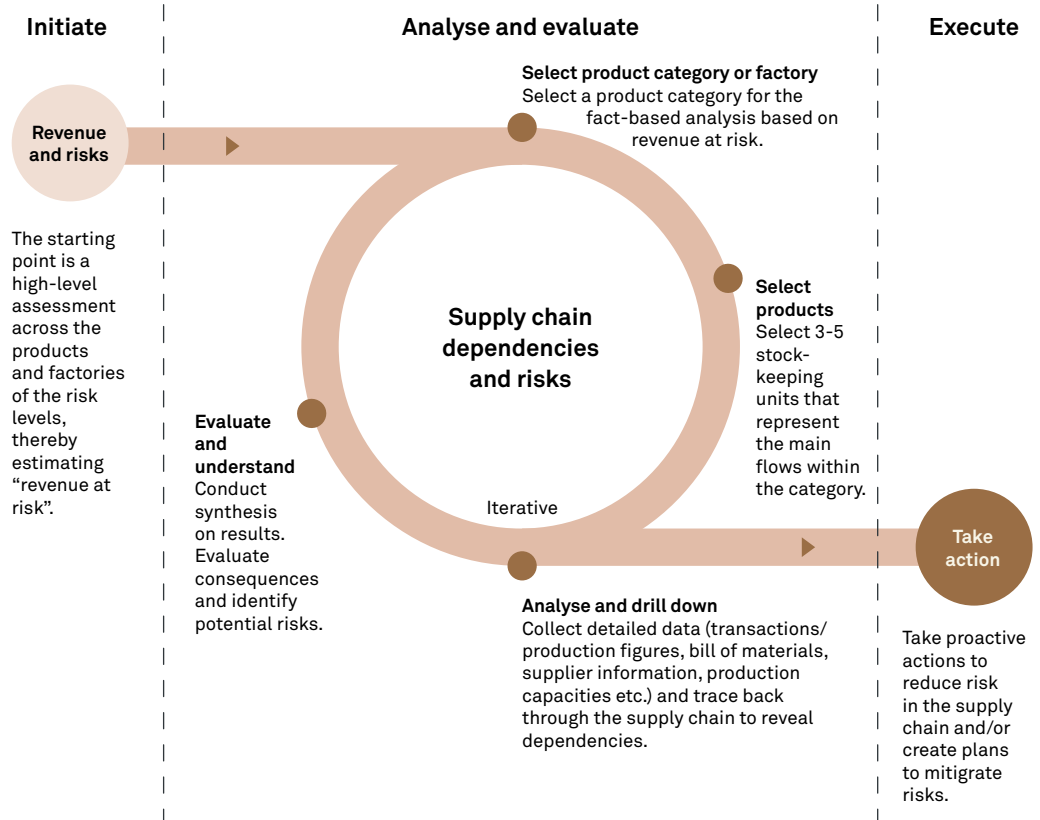 Initiate
Analyse and evaluate
Execute
Revenue
and risks
The starting
point is a
high-level
assessment
across the
products
and factories
of the risk
levels,
thereby
estimating
“revenue at
risk”.
Select product category or factory
Select a product category for the
fact-based analysis based on
revenue at risk.
Select
products
Select 3-5
stock-
keeping
units that
represent
the main
flows within
the category.
Supply chain
dependencies
and risks
Evaluate
and
understand
Conduct
synthesis
on results.
Evaluate
consequences
and identify
potential risks.
Iterative
Analyse and drill down
Collect detailed data (transactions/
production figures, bill of materials,
supplier information, production
capacities etc.) and trace back
through the supply chain to reveal
dependencies.
Take
action
Take proactive
actions to
reduce risk
in the supply
chain and/or
create plans
to mitigrate
risks.